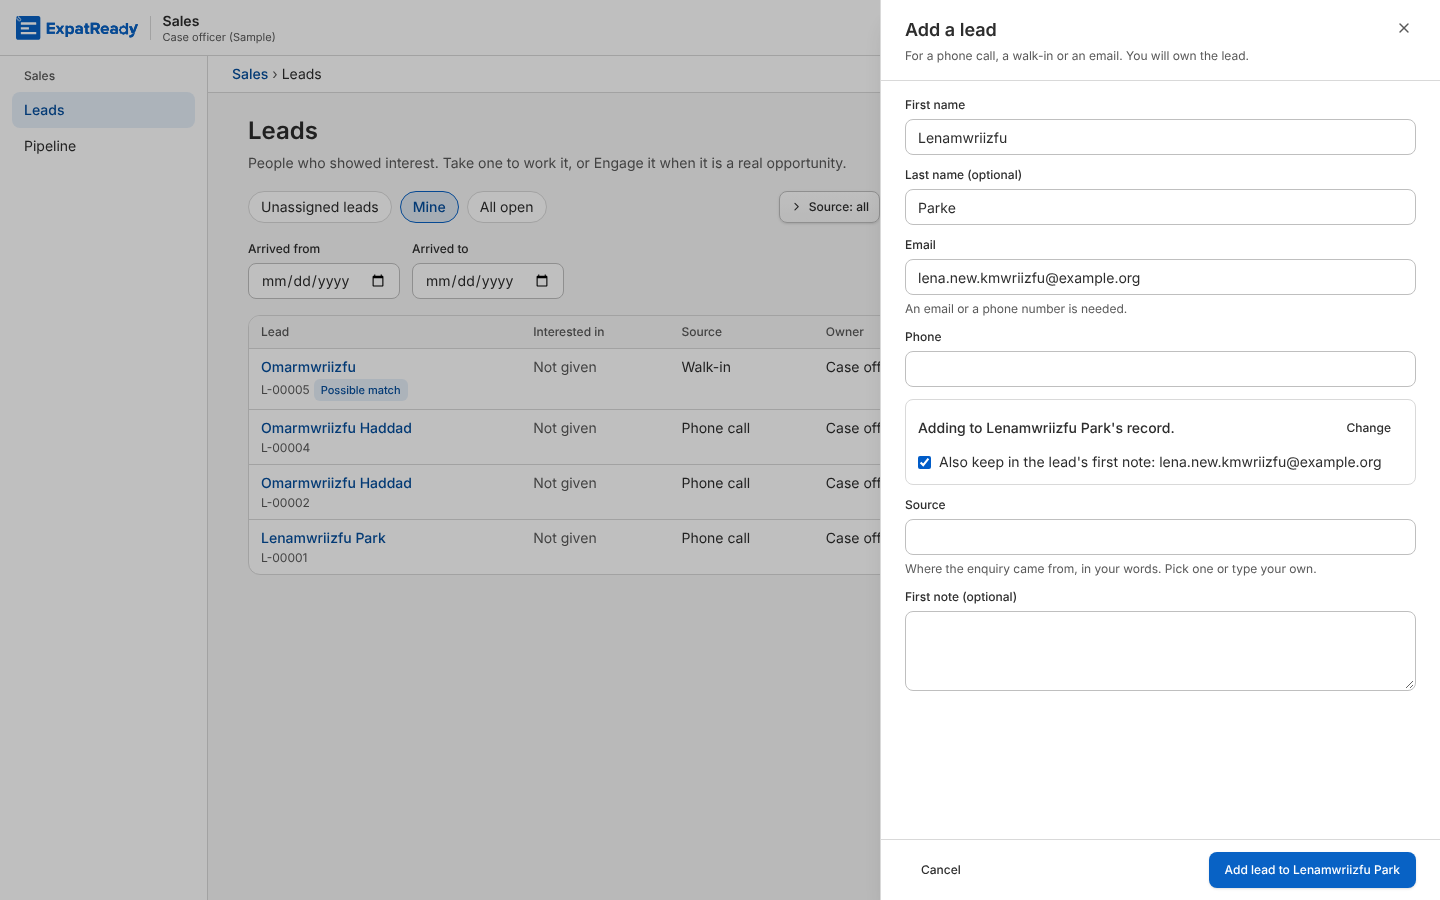 ExpatReady
Sales
Case officer (Sample)
Sales
Leads
Pipeline
Sales › Leads
Leads
People who showed interest. Take one to work it, or Engage it when it is a real opportunity.
Unassigned leads
Mine
All open
Source: all
Arrived from
Arrived to
mm/dd/yyyy
mm/dd/yyyy
Lead Interested in Source Owner
Omarmwriizfu Not given Walk-in Case off
L-00005 Possible match
Omarmwriizfu Haddad Not given Phone call Case off
L-00004
Omarmwriizfu Haddad Not given Phone call Case off
L-00002
Lenamwriizfu Park Not given Phone call Case off
L-00001
Add a lead
For a phone call, a walk-in or an email. You will own the lead.
First name
Lenamwriizfu
Last name (optional)
Parke
Email
lena.new.kmwriizfu@example.org
An email or a phone number is needed.
Phone
Adding to Lenamwriizfu Park's record. Change
Also keep in the lead's first note: lena.new.kmwriizfu@example.org
Source
Where the enquiry came from, in your words. Pick one or type your own.
First note (optional)
Cancel
Add lead to Lenamwriizfu Park